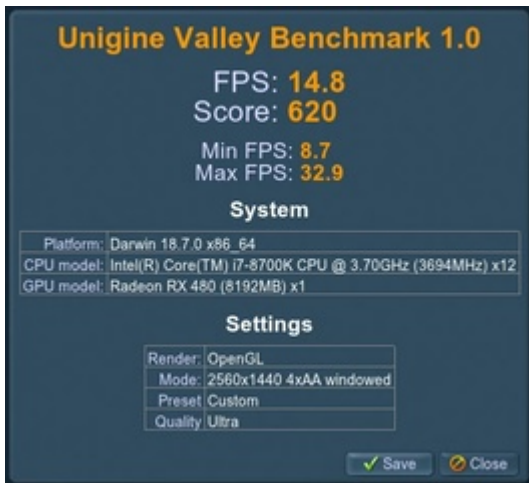 Unigine Valley Benchmark 1.0
FPS: 14.8
Score: 620
Min FPS: 8.7
Max FPS: 32.9
System
Platform: Darwin 18.7.0 x86_64
CPU model: Intel(R) Core(TM) i7-8700K CPU @ 3.70GHz (3694MHz) x12
GPU model: Radeon RX 480 (8192MB) x1
Settings
Render: OpenGL
Mode: 2560x1440 4xAA windowed
Preset Custom
Quality Ultra
Save Close